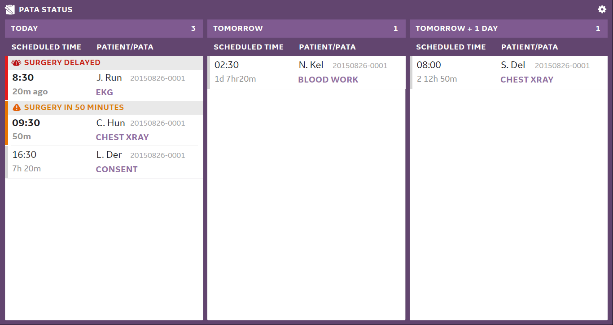 PATA STATUS
TODAY 3
SCHEDULED TIME PATIENT/PATA
SURGERY DELAYED
8:30 J. Run 20150826-0001
20m ago EKG
SURGERY IN 50 MINUTES
09:30 C. Hun 20150826-0001
50m CHEST XRAY
16:30 L. Der 20150826-0001
7h 20m CONSENT
TOMORROW 1
SCHEDULED TIME PATIENT/PATA
02:30 N. Kel 20150826-0001
1d 7hr20m BLOOD WORK
TOMORROW + 1 DAY 1
SCHEDULED TIME PATIENT/PATA
08:00 S. Del 20150826-0001
2 12h 50m CHEST XRAY